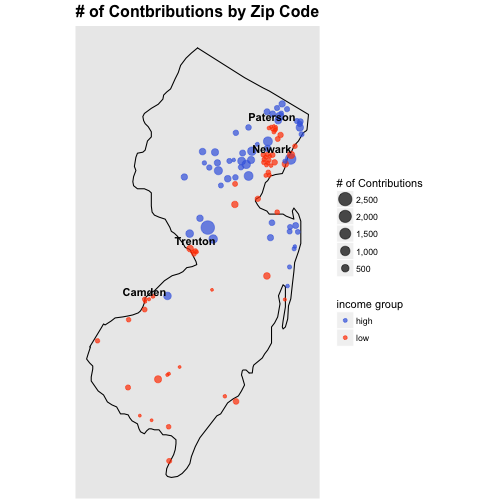 # of Contbributions by Zip Code
Paterson
Newark
Trenton
Camden
# of Contributions
2,500
2,000
1,500
1,000
500
income group
high
low